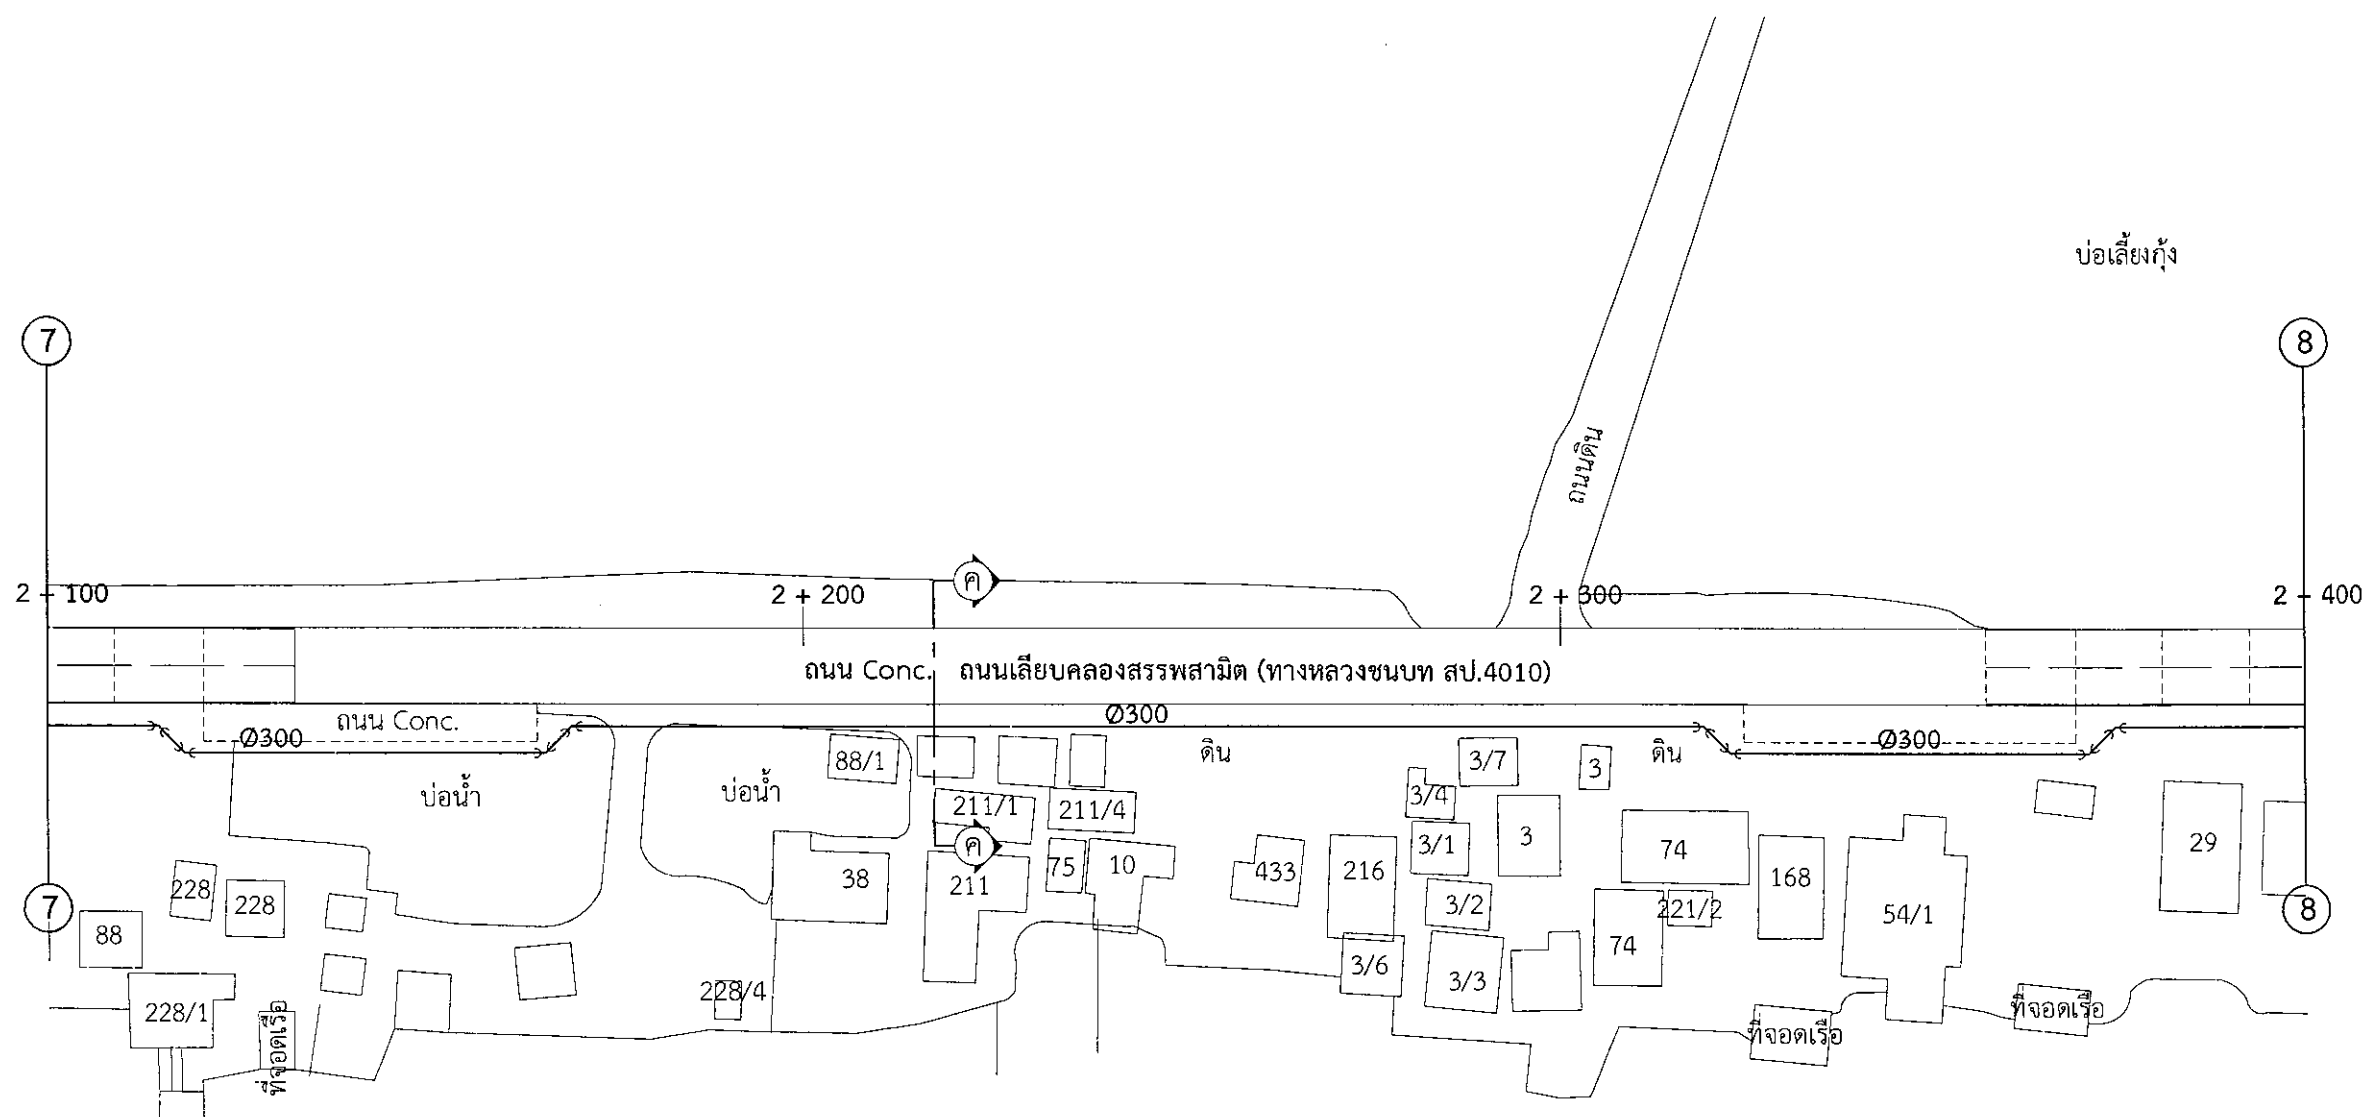 บ่อเลี้ยงกุ้ง
7
8
ถนนดิน
ค
2 + 100
2 + 200
2 + 300
2 + 400
ถนน Conc. ถนนเลียบคลองสรรพสามิต (ทางหลวงชนบท สป.4010)
ถนน Conc.
Ø300
Ø300
Ø300
ดิน
ดิน
88/1
3/7
3
บ่อน้ำ
บ่อน้ำ
211/1
211/4
3/4
3/1
3
74
29
ค
38
211
75
10
433
216
168
228
228
3/2
221/2
54/1
7
8
88
74
3/6
3/3
228/4
228/1
ที่จอดเรือ
ที่จอดเรือ
ที่จอดเรือ